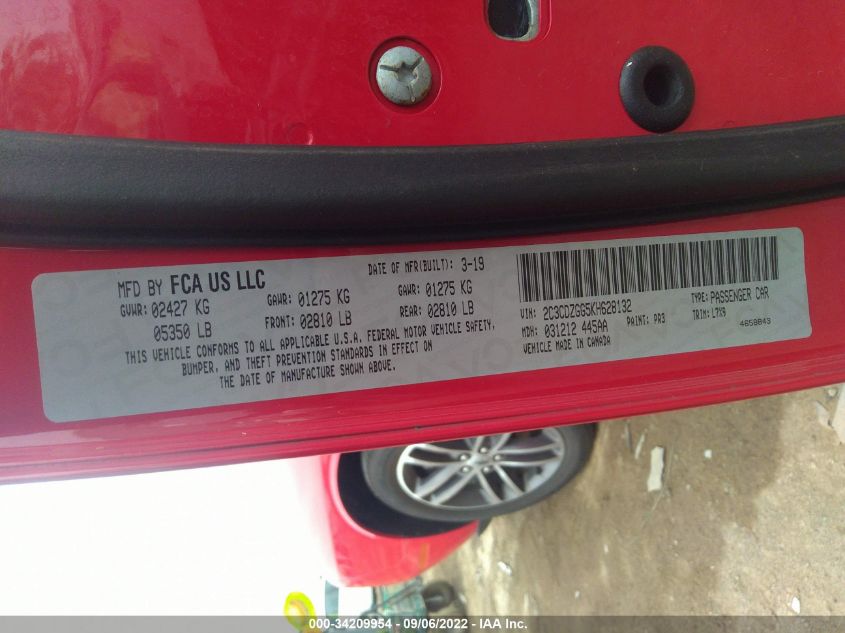 MFD BY FCA US LLC
DATE OF MFR(BUILT): 3-19
GVWR: 02427 KG
GAWR: 01275 KG
GAWR: 01275 KG
05350 LB
FRONT: 02810 LB
REAR: 02810 LB
THIS VEHICLE CONFORMS TO ALL APPLICABLE U.S.A. FEDERAL MOTOR VEHICLE SAFETY,
BUMPER, AND THEFT PREVENTION STANDARDS IN EFFECT ON
THE DATE OF MANUFACTURE SHOWN ABOVE.
VIN: 2C3CDZGG5KH628132
TYPE: PASSENGER CAR
MDH: 031212 445AA
PAINT: PR3
TRIM: L7X9
VEHICLE MADE IN CANADA
4658843
000-34209954 - 09/06/2022 - IAA Inc.